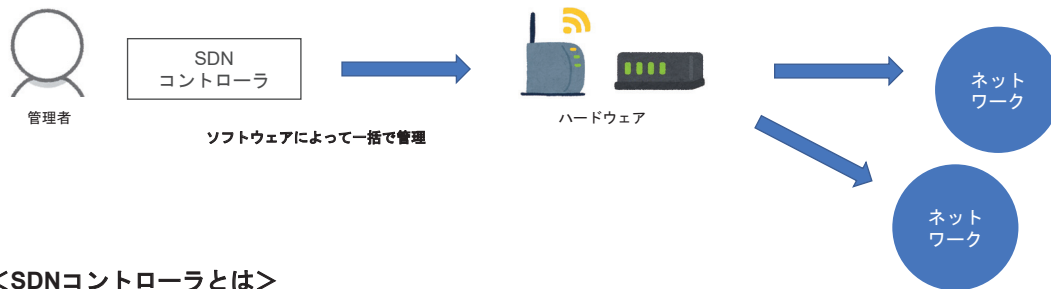 SDN
コントローラ
管理者
ソフトウェアによって一括で管理
ハードウェア
ネット
ワーク
ネット
ワーク
＜SDNコントローラとは＞